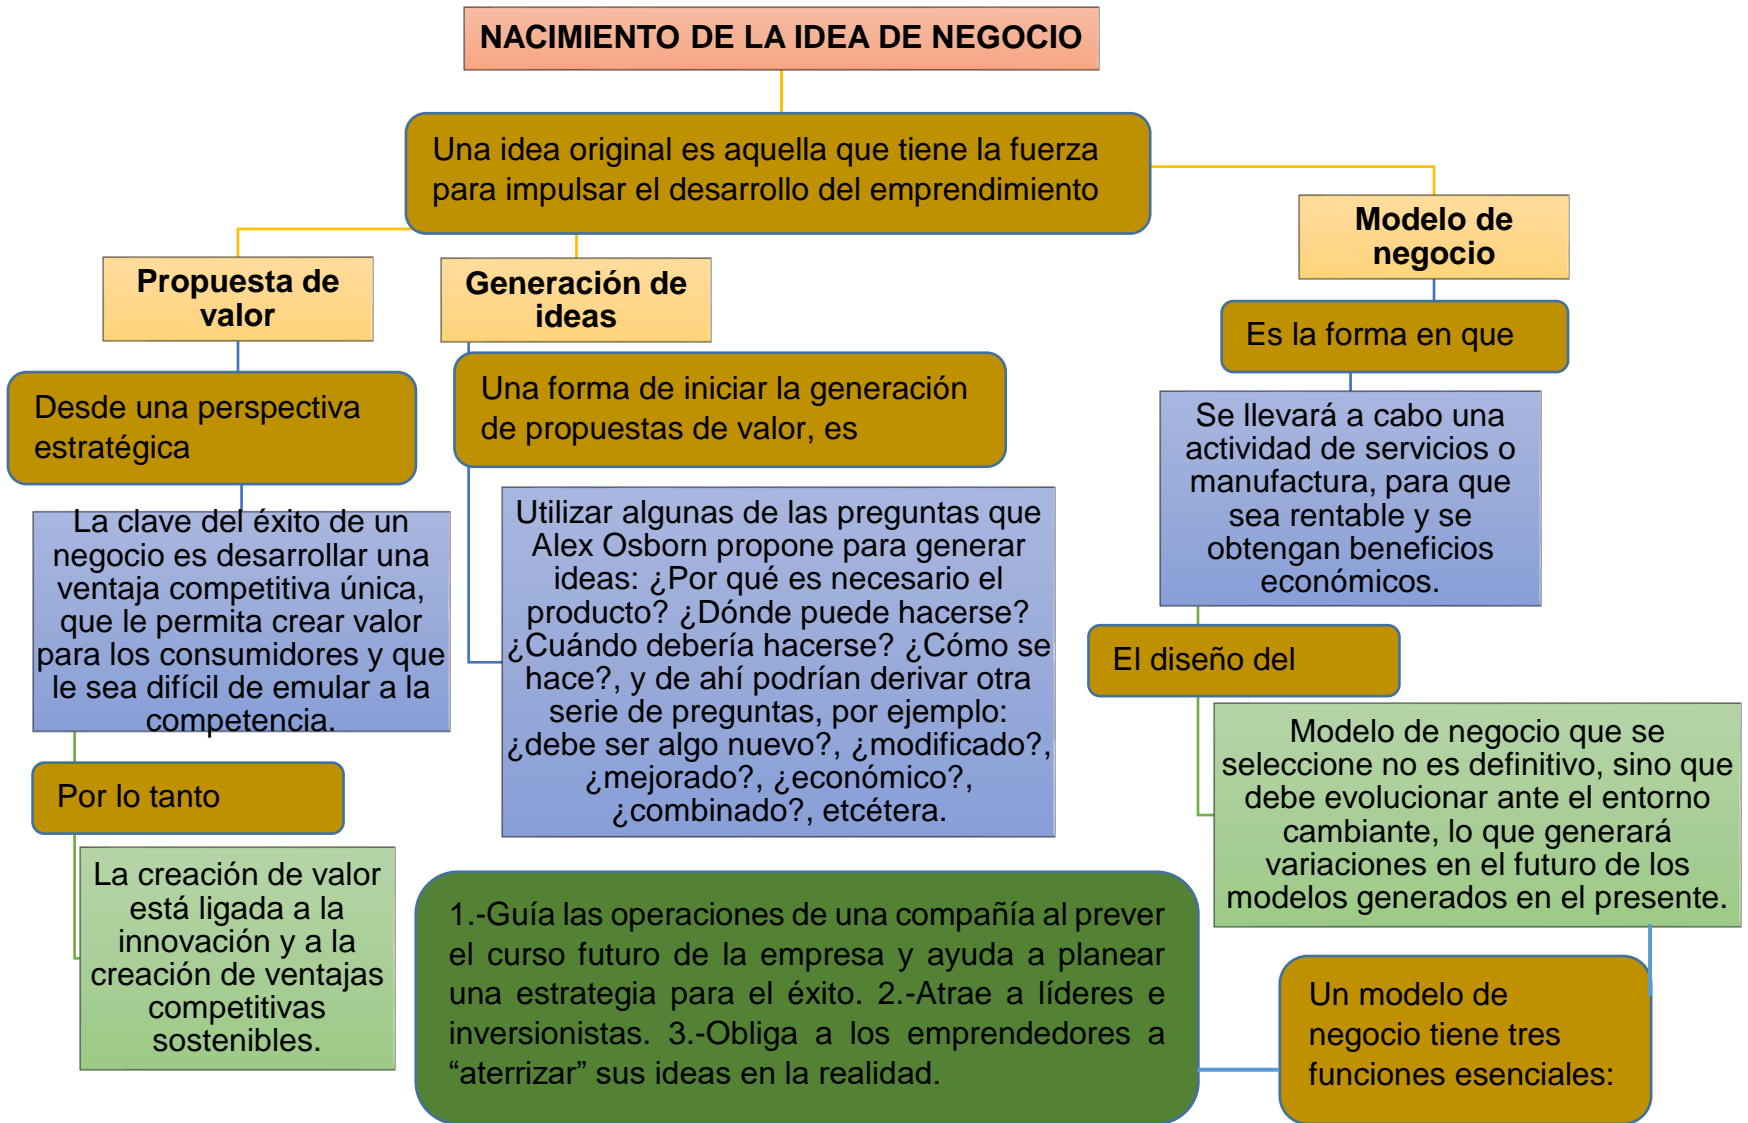 NACIMIENTO DE LA IDEA DE NEGOCIO
Una idea original es aquella que tiene la fuerza
para impulsar el desarrollo del emprendimiento
Propuesta de
valor
Desde una perspectiva
estratégica
La clave del éxito de un
negocio es desarrollar una
ventaja competitiva única,
que le permita crear valor
para los consumidores y que
le sea difícil de emular a la
competencia.
Por lo tanto
La creación de valor
está ligada a la
innovación y a la
creación de ventajas
competitivas
sostenibles.
Generación de
ideas
Una forma de iniciar la generación
de propuestas de valor, es
Utilizar algunas de las preguntas que
Alex Osborn propone para generar
ideas: ¿Por qué es necesario el
producto? ¿Dónde puede hacerse?
¿Cuándo debería hacerse? ¿Cómo se
hace?, y de ahí podrían derivar otra
serie de preguntas, por ejemplo:
¿debe ser algo nuevo?, ¿modificado?,
¿mejorado?, ¿económico?,
¿combinado?, etcétera.
Modelo de
negocio
Es la forma en que
Se llevará a cabo una
actividad de servicios o
manufactura, para que
sea rentable y se
obtengan beneficios
económicos.
El diseño del
Modelo de negocio que se
seleccione no es definitivo, sino que
debe evolucionar ante el entorno
cambiante, lo que generará
variaciones en el futuro de los
modelos generados en el presente.
Un modelo de
negocio tiene tres
funciones esenciales:
1.-Guía las operaciones de una compañía al prever
el curso futuro de la empresa y ayuda a planear
una estrategia para el éxito. 2.-Atrae a líderes e
inversionistas. 3.-Obliga a los emprendedores a
“aterrizar” sus ideas en la realidad.